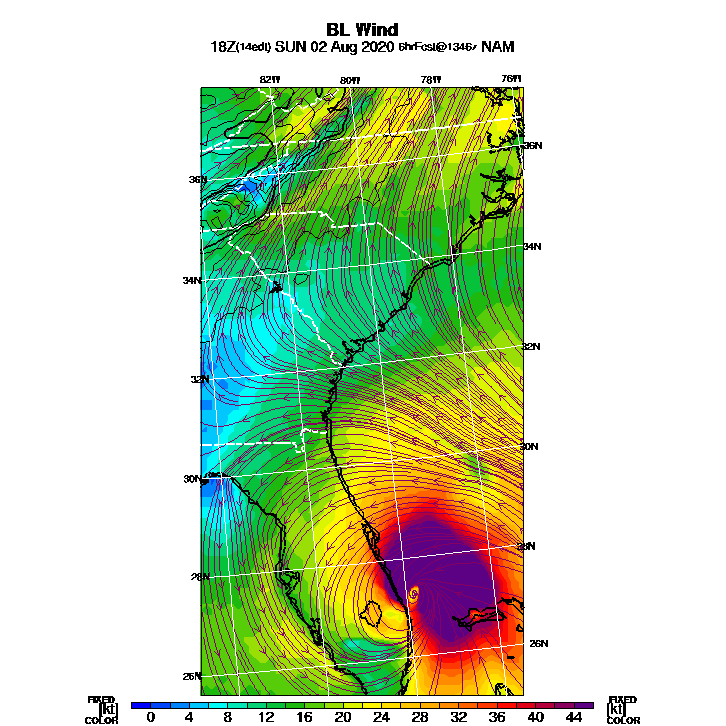 BL Wind
18Z(14edt) SUN 02 Aug 2020 6hrFcst@1346z NAM
82W 80W 78W 76W
36N
36N
34N
34N
32N
32N
30N
30N
28N
28N
26N
26N
FIXED FIXED
[kt] 0 4 8 12 16 20 24 28 32 36 40 44 [kt]
COLOR COLOR